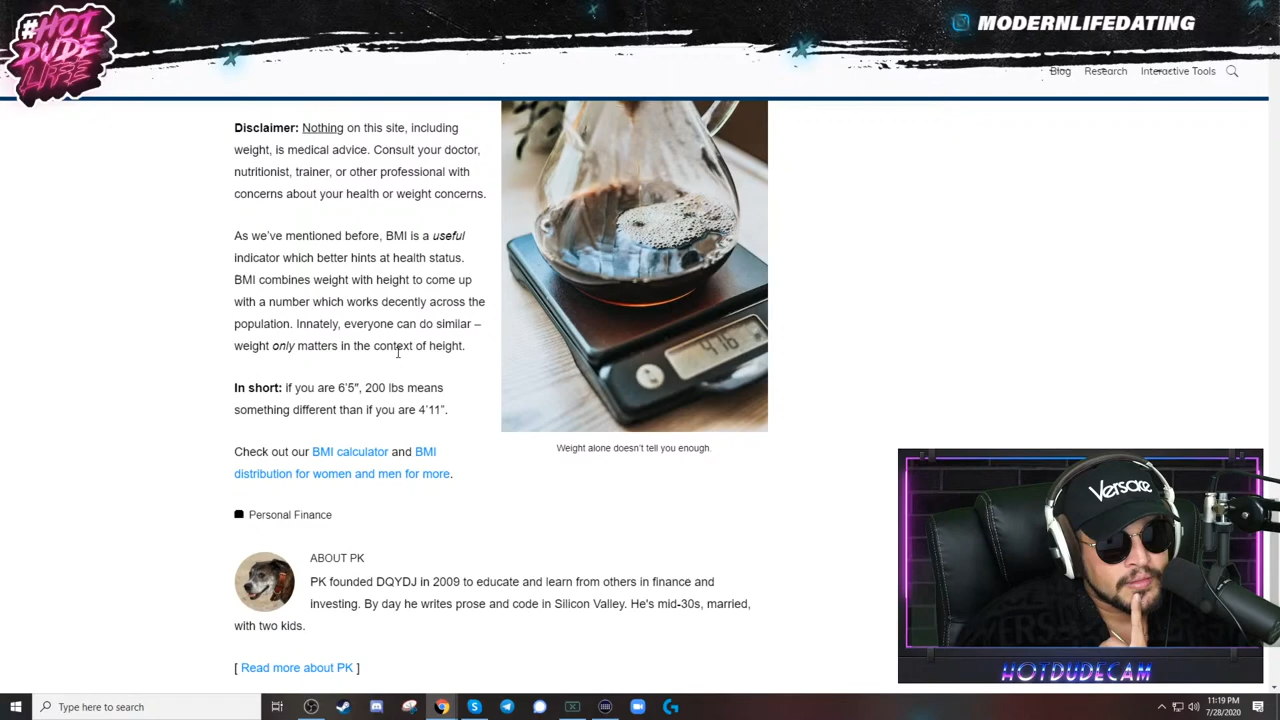 #HOT
DUDE
LIFE
MODERNLIFEDATING
Blog Research Interactive Tools
Disclaimer: Nothing on this site, including
weight, is medical advice. Consult your doctor,
nutritionist, trainer, or other professional with
concerns about your health or weight concerns.
As we've mentioned before, BMI is a useful
indicator which better hints at health status.
BMI combines weight with height to come up
with a number which works decently across the
population. Innately, everyone can do similar –
weight only matters in the context of height.
In short: if you are 6'5", 200 lbs means
something different than if you are 4'11".
Check out our BMI calculator and BMI
distribution for women and men for more.
416
Weight alone doesn't tell you enough.
Personal Finance
ABOUT PK
PK founded DQYDJ in 2009 to educate and learn from others in finance and
investing. By day he writes prose and code in Silicon Valley. He's mid-30s, married,
with two kids.
[ Read more about PK ]
Versace
HOTDUDECAM
Type here to search
11:19 PM
7/28/2020